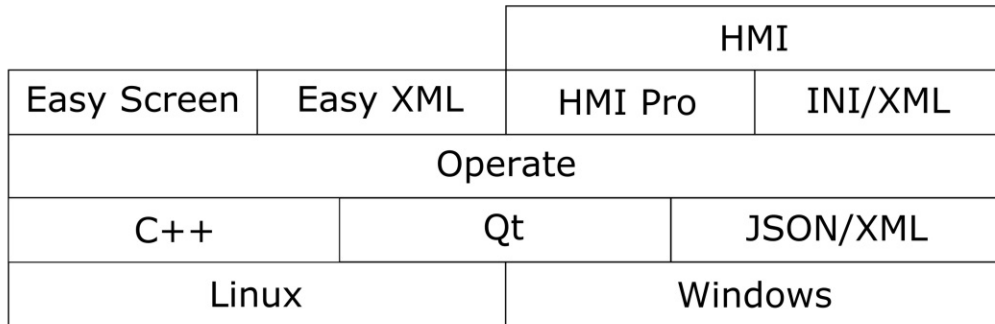 HMI
Easy Screen Easy XML HMI Pro INI/XML
Operate
C++ Qt JSON/XML
Linux Windows